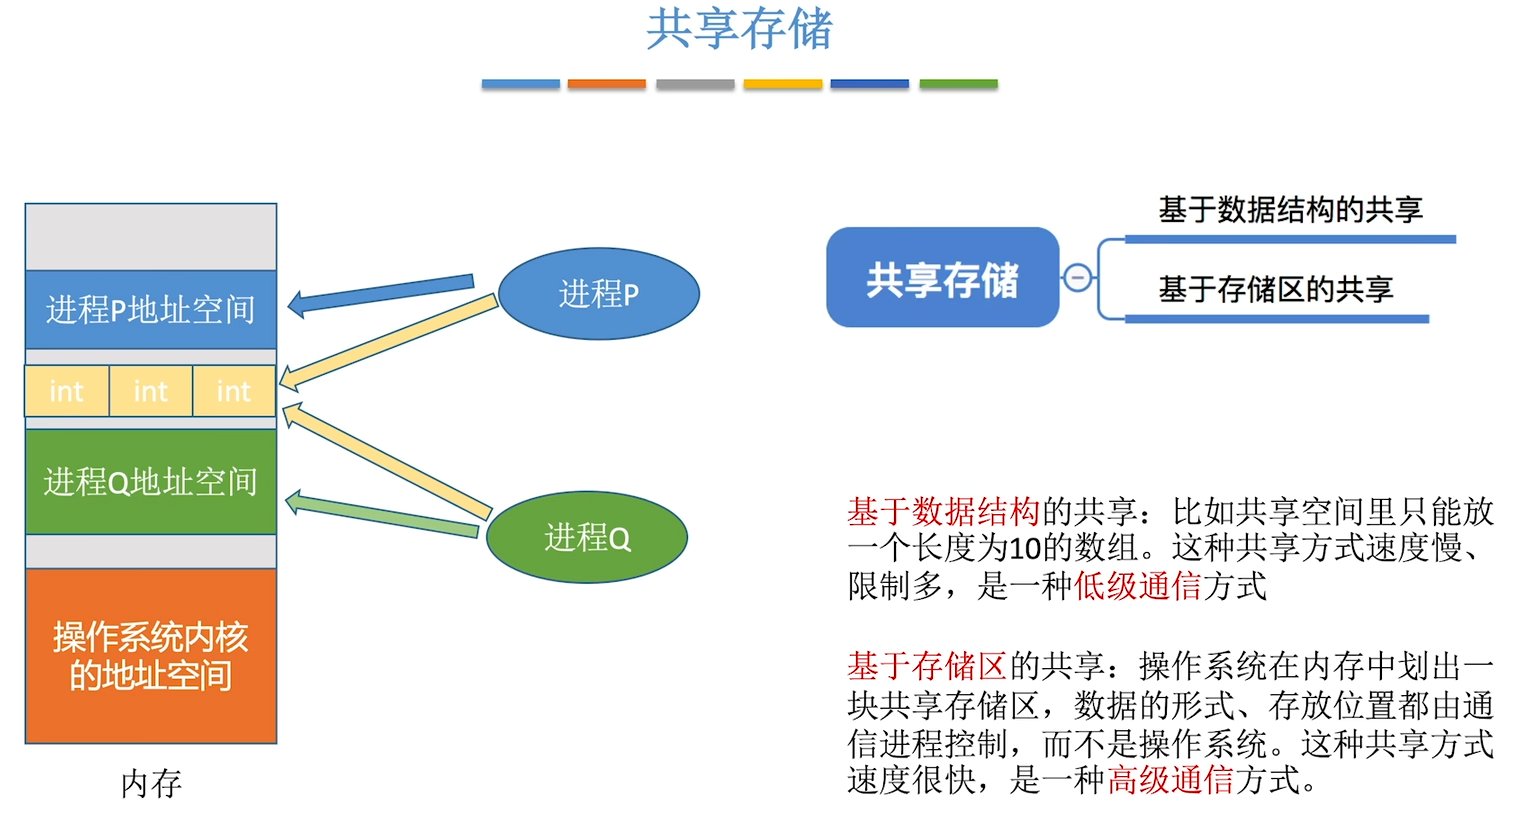 共享存储
进程P地址空间
int int int
进程Q地址空间
操作系统内核
的地址空间
内存
进程P
进程Q
共享存储
基于数据结构的共享
基于存储区的共享
基于数据结构的共享：比如共享空间里只能放
一个长度为10的数组。这种共享方式速度慢、
限制多，是一种低级通信方式
基于存储区的共享：操作系统在内存中划出一
块共享存储区，数据的形式、存放位置都由通
信进程控制，而不是操作系统。这种共享方式
速度很快，是一种高级通信方式。